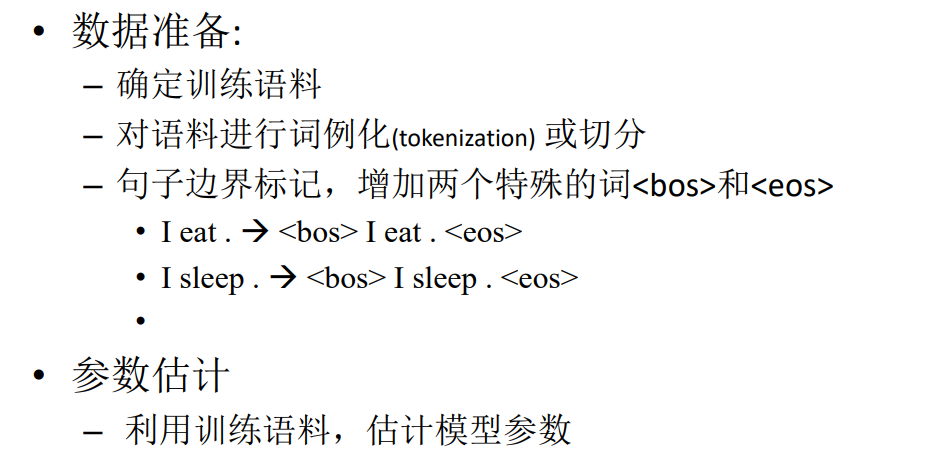 • 数据准备:
– 确定训练语料
– 对语料进行词例化(tokenization) 或切分
– 句子边界标记，增加两个特殊的词<bos>和<eos>
• I eat . → <bos> I eat . <eos>
• I sleep . → <bos> I sleep . <eos>
•
• 参数估计
– 利用训练语料，估计模型参数